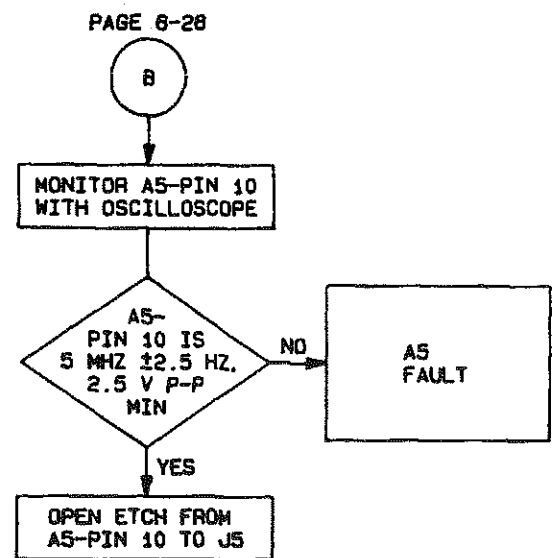 PAGE 6-28
B
MONITOR A5-PIN 10
WITH OSCILLOSCOPE
A5-
PIN 10 IS
5 MHZ ±2.5 HZ,
2.5 V P-P
MIN
NO
A5
FAULT
YES
OPEN ETCH FROM
A5-PIN 10 TO J5